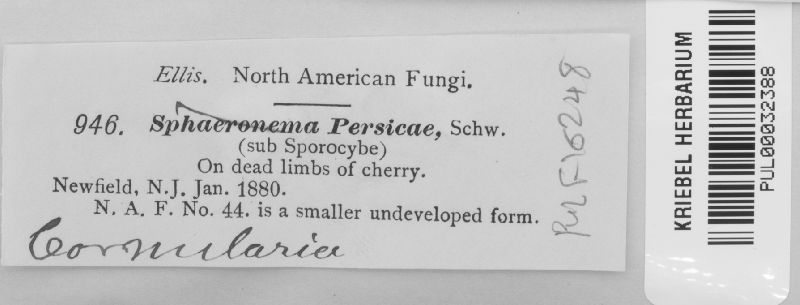 Ellis. North American Fungi.
946. Sphaeronema Persicae, Schw.
(sub Sporocybe)
On dead limbs of cherry.
Newfield, N.J. Jan. 1880.
N. A. F. No. 44. is a smaller undeveloped form.
Cornularia
Pul F16248
KRIEBEL HERBARIUM
PUL00032388